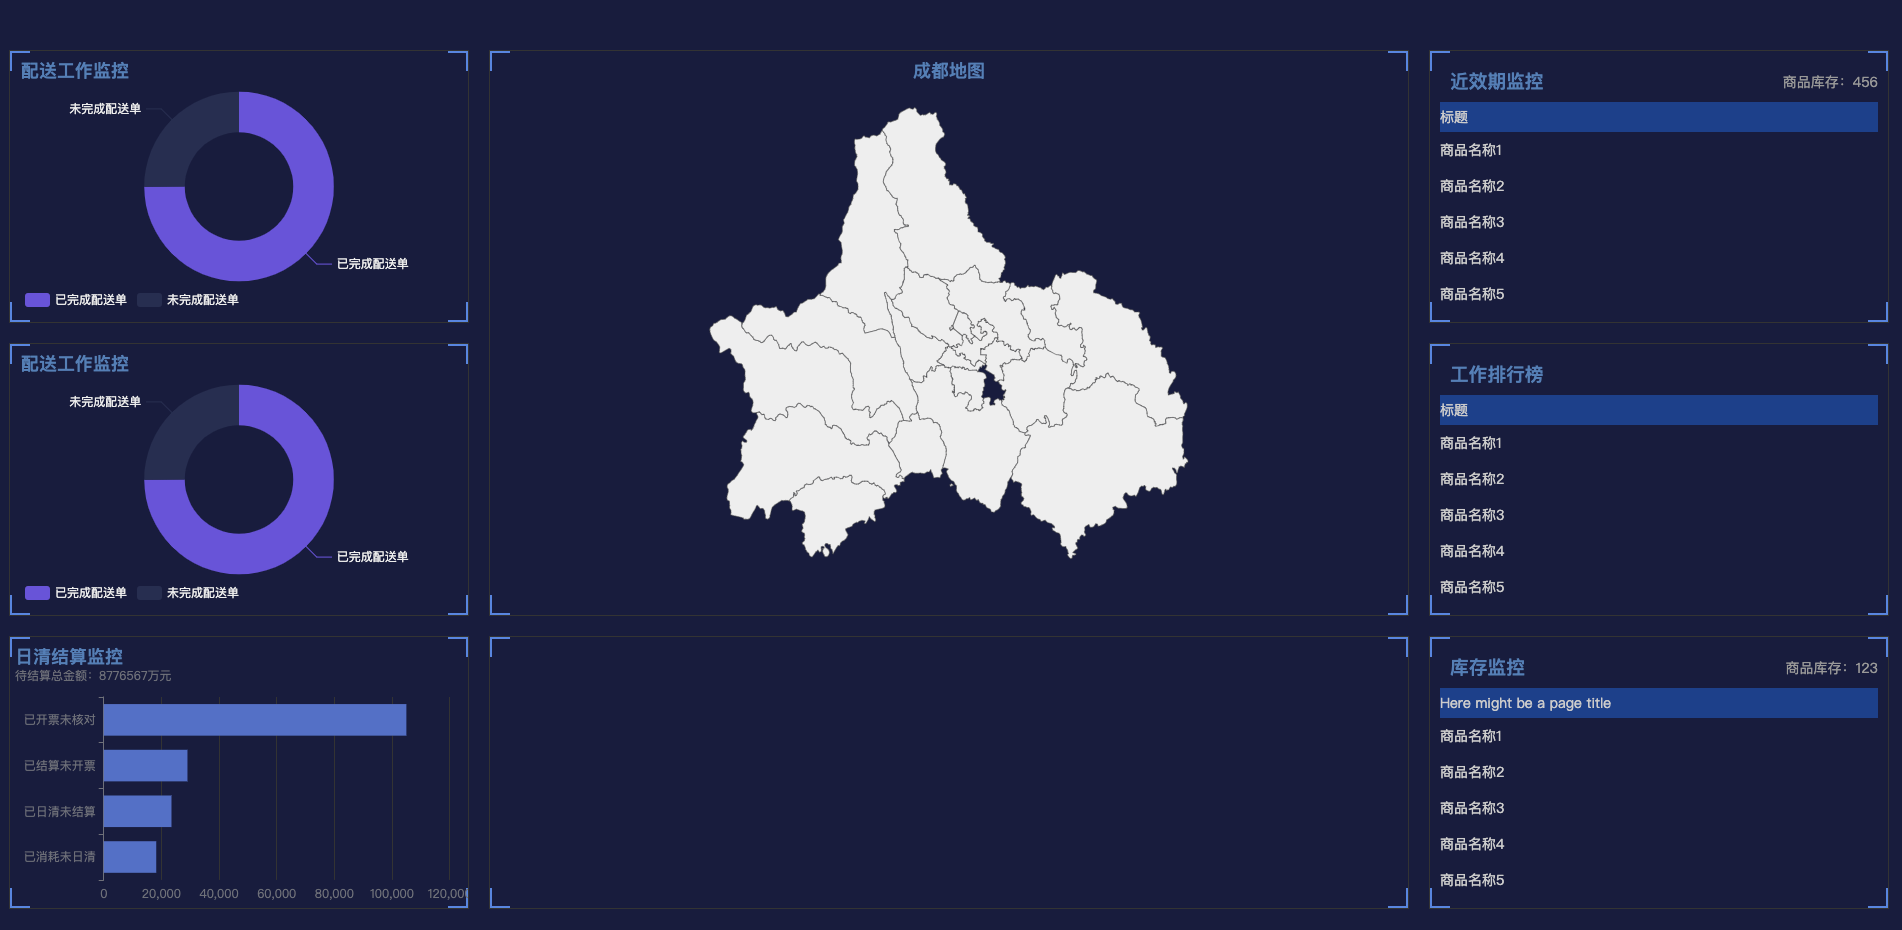 配送工作监控
未完成配送单
已完成配送单
已完成配送单 未完成配送单
配送工作监控
未完成配送单
已完成配送单
已完成配送单 未完成配送单
日清结算监控
待结算总金额：8776567万元
已开票未核对
已结算未开票
已日清未结算
已消耗未日清
0 20,000 40,000 60,000 80,000 100,000 120,00
成都地图
近效期监控 商品库存：456
标题
商品名称1
商品名称2
商品名称3
商品名称4
商品名称5
工作排行榜
标题
商品名称1
商品名称2
商品名称3
商品名称4
商品名称5
库存监控 商品库存：123
Here might be a page title
商品名称1
商品名称2
商品名称3
商品名称4
商品名称5